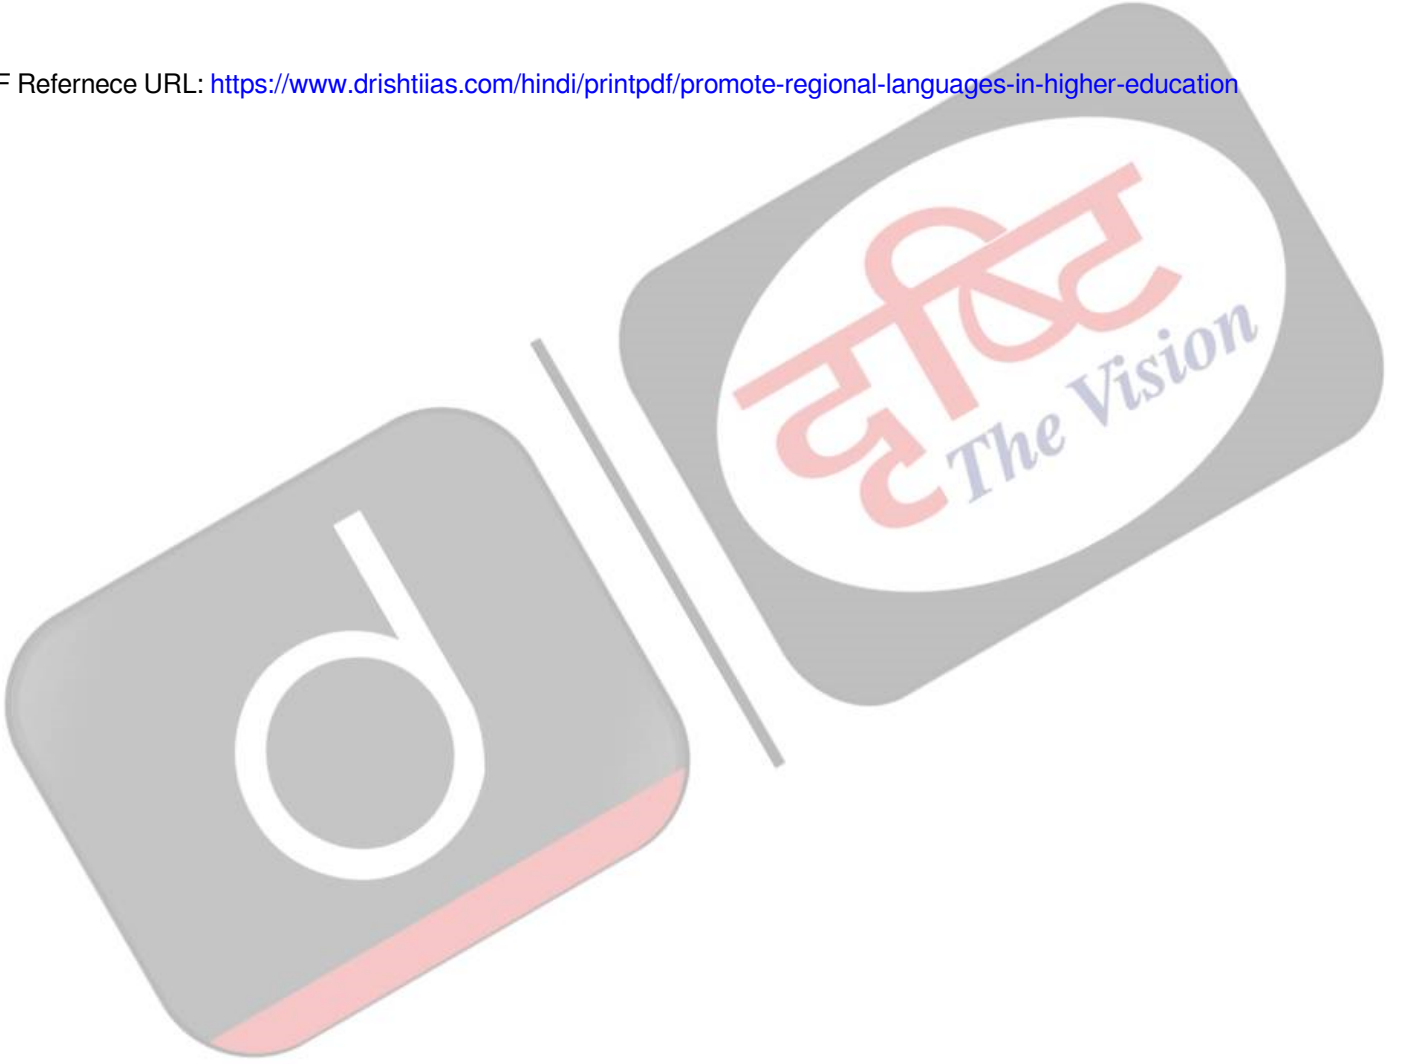 F Refernece URL: https://www.drishtiias.com/hindi/printpdf/promote-regional-languages-in-higher-education
दृष्टि
The Vision
d